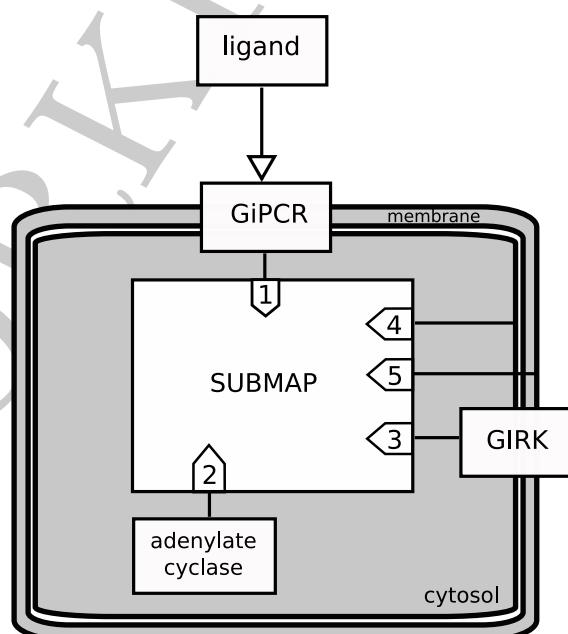 ligand
GiPCR
membrane
1
4
SUBMAP
5
3
GIRK
2
adenylate
cyclase
cytosol